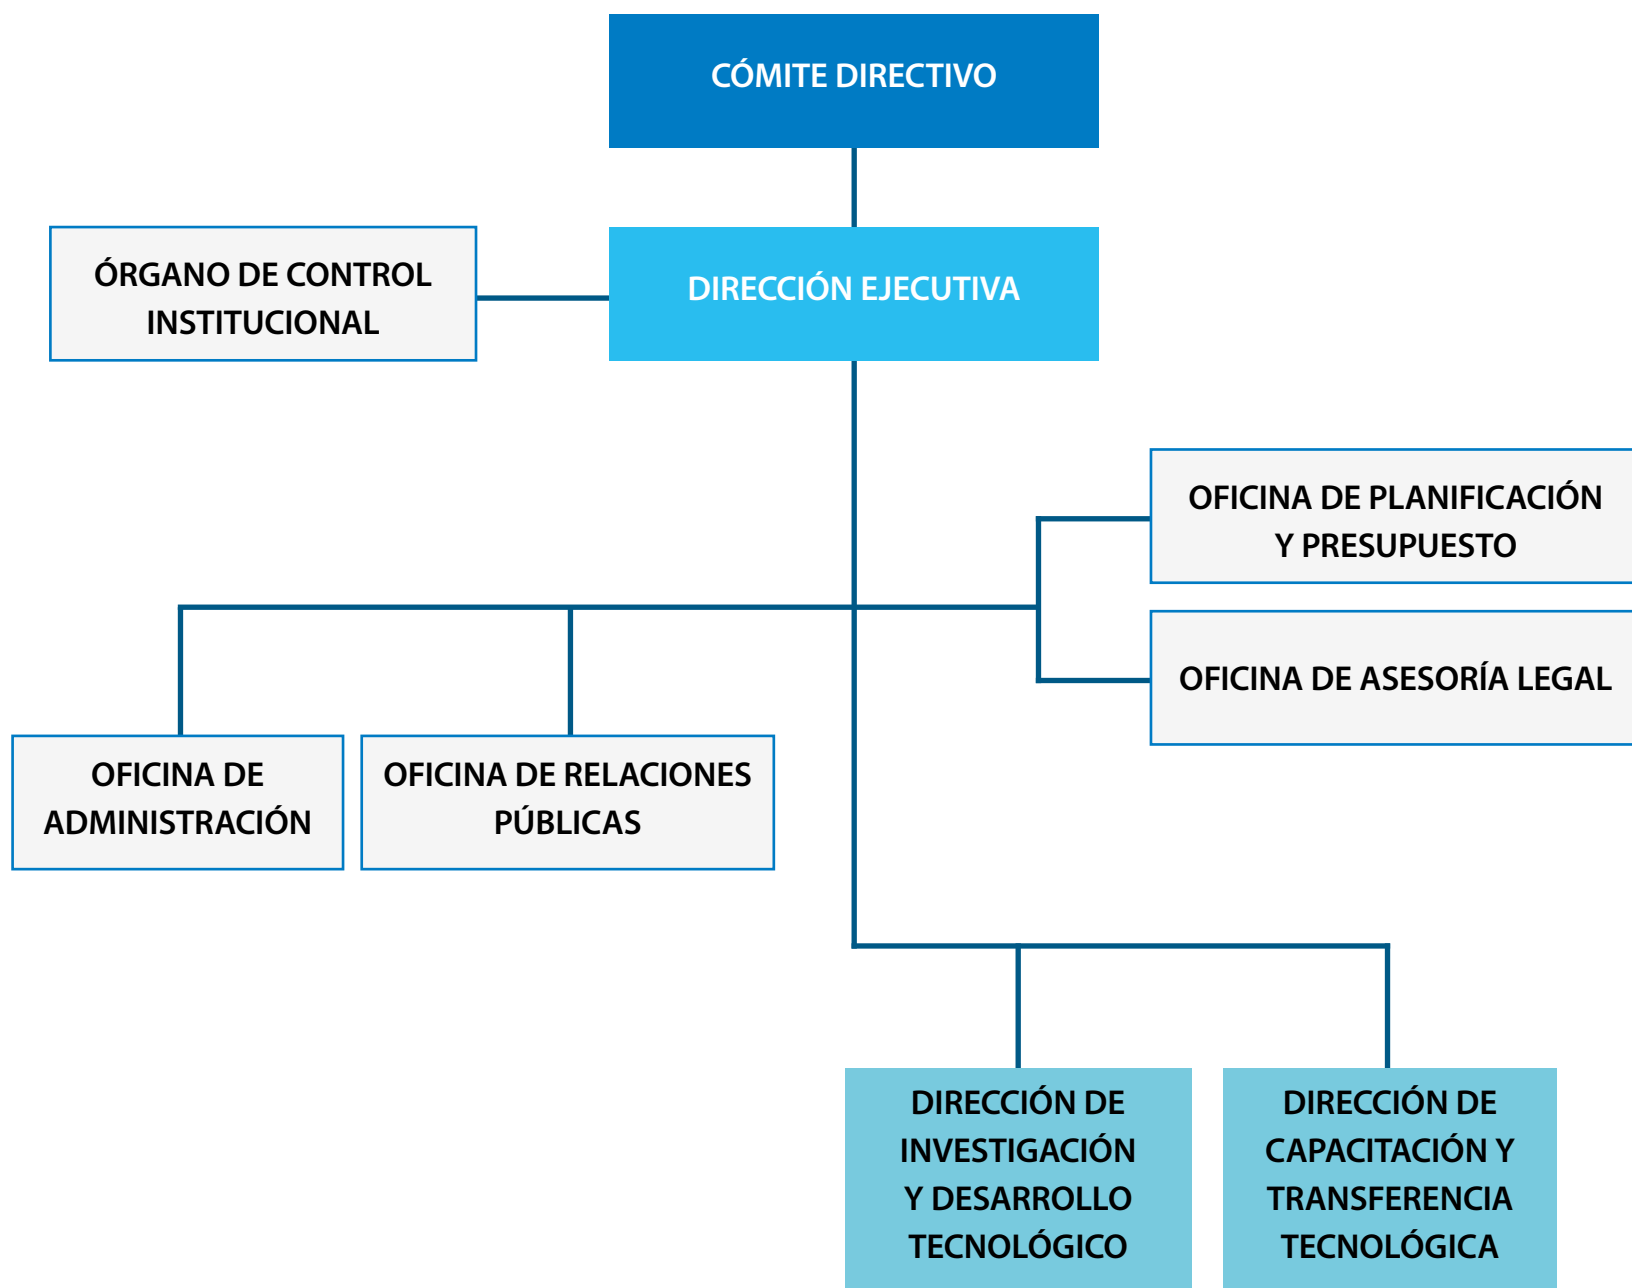 CÓMITE DIRECTIVO
ÓRGANO DE CONTROL
INSTITUCIONAL
DIRECCIÓN EJECUTIVA
OFICINA DE PLANIFICACIÓN
Y PRESUPUESTO
OFICINA DE ASESORÍA LEGAL
OFICINA DE
ADMINISTRACIÓN
OFICINA DE RELACIONES
PÚBLICAS
DIRECCIÓN DE
INVESTIGACIÓN
Y DESARROLLO
TECNOLÓGICO
DIRECCIÓN DE
CAPACITACIÓN Y
TRANSFERENCIA
TECNOLÓGICA